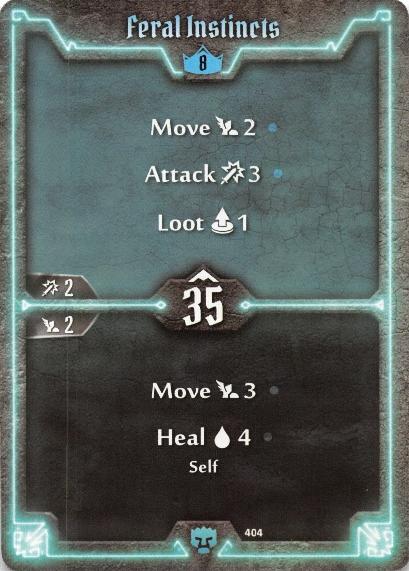 Feral Instincts
8
Move 2
Attack 3
Loot 1
2
35
2
Move 3
Heal 4
Self
404